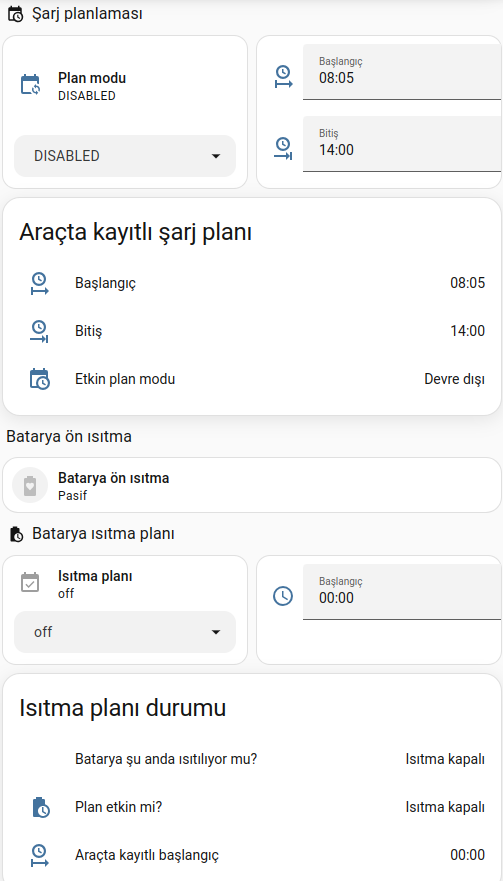 Şarj planlaması
Plan modu
DISABLED
DISABLED
Başlangıç
08:05
Bitiş
14:00
Araçta kayıtlı şarj planı
Başlangıç 08:05
Bitiş 14:00
Etkin plan modu Devre dışı
Batarya ön ısıtma
Batarya ön ısıtma
Pasif
Batarya ısıtma planı
Isıtma planı
off
off
Başlangıç
00:00
Isıtma planı durumu
Batarya şu anda ısıtılıyor mu? Isıtma kapalı
Plan etkin mi? Isıtma kapalı
Araçta kayıtlı başlangıç 00:00